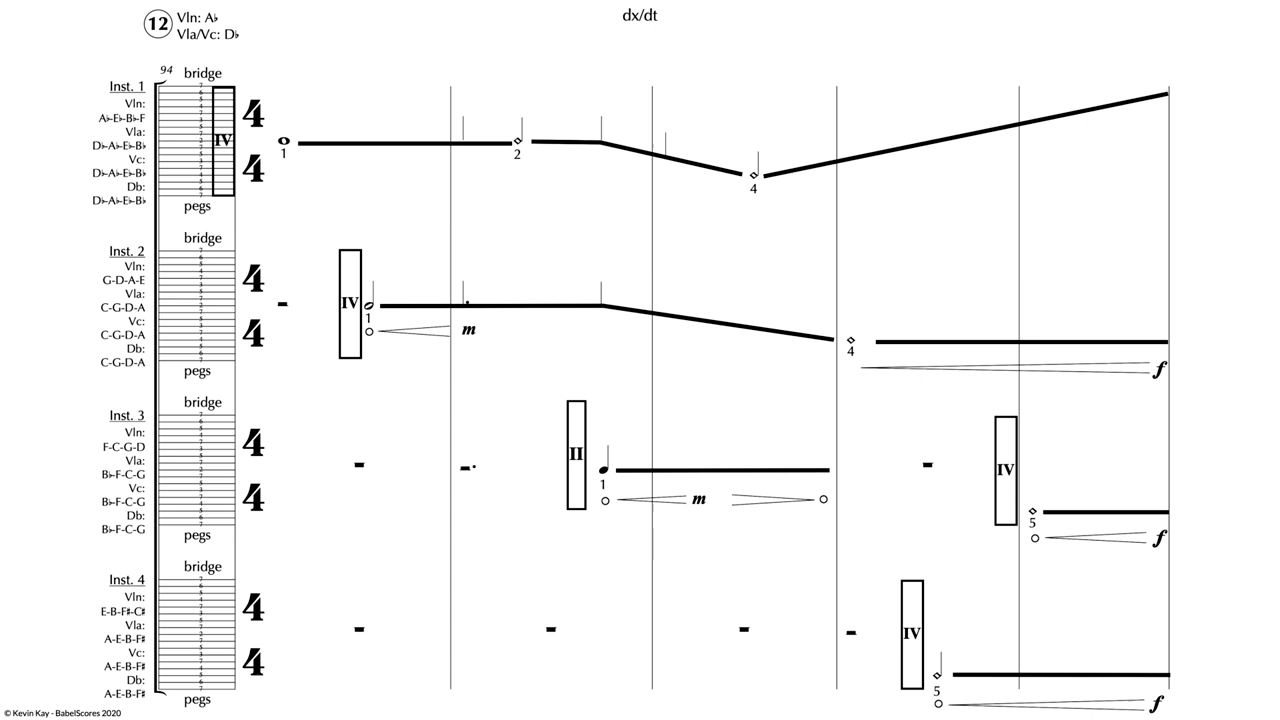 dx/dt
12 Vln: A♭
Vla/Vc: D♭
94 bridge
Inst. 1
Vln:
A♭-E♭-B♭-F
Vla:
D♭-A♭-E♭-B♭
Vc:
D♭-A♭-E♭-B♭
Db:
D♭-A♭-E♭-B♭
IV
4
4
1
2
4
pegs
bridge
Inst. 2
Vln:
G-D-A-E
Vla:
C-G-D-A
Vc:
C-G-D-A
Db:
C-G-D-A
4
4
IV
1
m
4
f
pegs
bridge
Inst. 3
Vln:
F-C-G-D
Vla:
B♭-F-C-G
Vc:
B♭-F-C-G
Db:
B♭-F-C-G
4
4
II
1
m
IV
5
f
pegs
bridge
Inst. 4
Vln:
E-B-F♯-C♯
Vla:
A-E-B-F♯
Vc:
A-E-B-F♯
Db:
A-E-B-F♯
4
4
IV
5
f
pegs
© Kevin Kay - BabelScores 2020